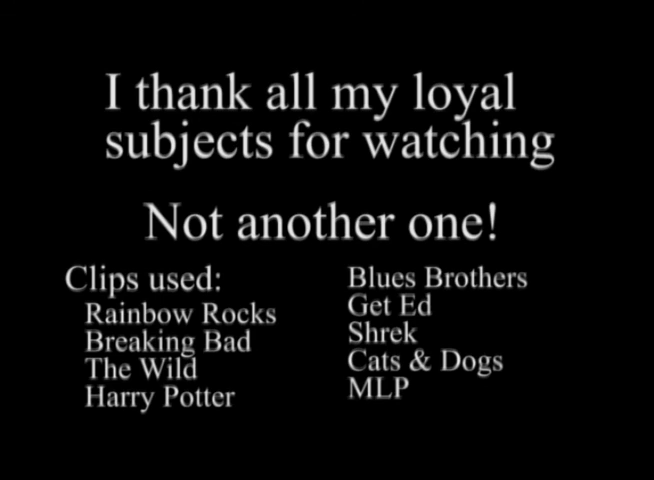 I thank all my loyal
subjects for watching
Not another one!
Clips used:
Rainbow Rocks
Breaking Bad
The Wild
Harry Potter
Blues Brothers
Get Ed
Shrek
Cats & Dogs
MLP